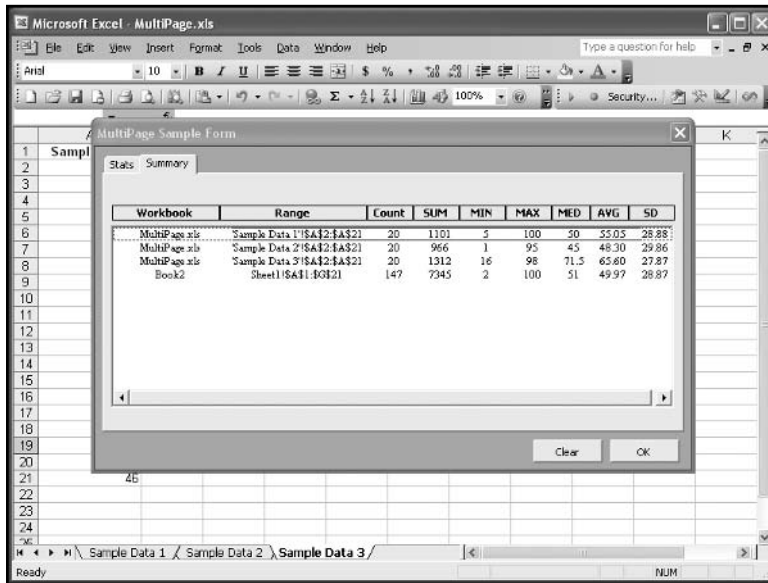 Microsoft Excel - MultiPage.xls
File Edit View Insert Format Tools Data Window Help Type a question for help
Arial 10 B I U $ % ,
Σ 100% Security...
MultiPage Sample Form
K
Stats Summary
1 Sampl
2
3
4
5
Workbook Range Count SUM MIN MAX MED AVG SD
6
MultiPage.xls 'Sample Data 1'!$A$2:$A$21 20 1101 5 100 50 55.05 28.88
7
MultiPage.xls 'Sample Data 2'!$A$2:$A$21 20 966 1 95 45 48.30 29.86
8
MultiPage.xls 'Sample Data 3'!$A$2:$A$21 20 1312 16 98 71.5 65.60 27.87
9
Book2 Sheet1!$A$1:$G$21 147 7345 2 100 51 49.97 28.87
10
11
12
13
14
15
16
17
18
19
Clear OK
20
21 46
22
23
24
Sample Data 1 Sample Data 2 Sample Data 3
Ready NUM